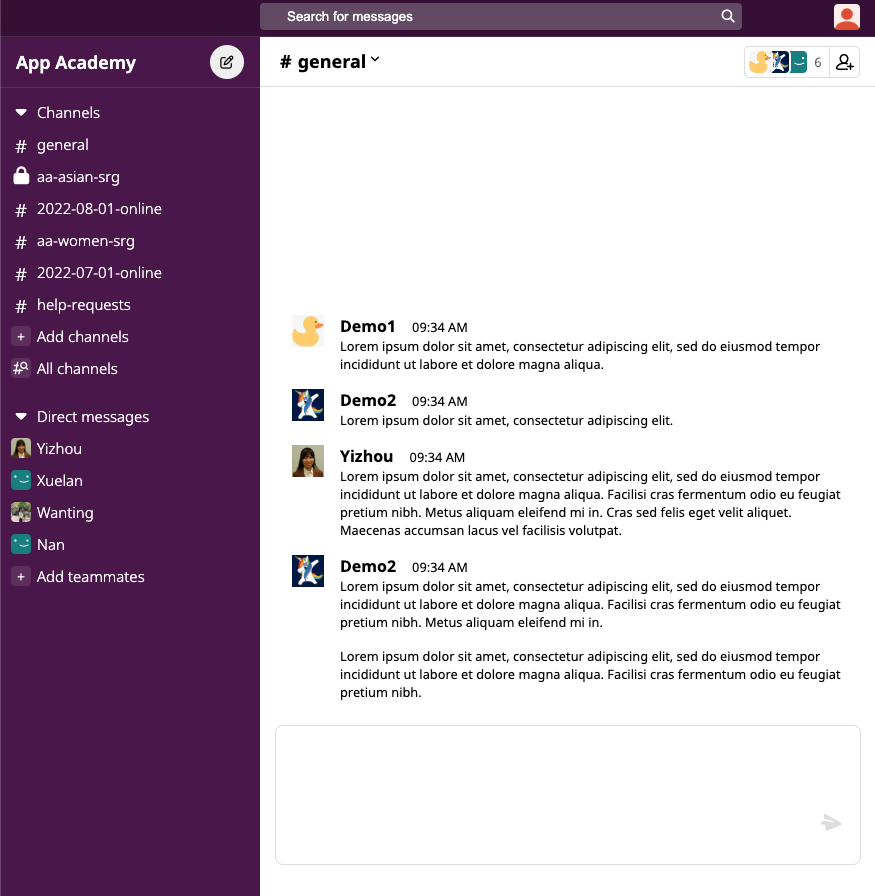 Search for messages
App Academy
Channels
# general
aa-asian-srg
# 2022-08-01-online
# aa-women-srg
# 2022-07-01-online
# help-requests
+ Add channels
# All channels
Direct messages
Yizhou
Xuelan
Wanting
Nan
+ Add teammates
# general
6
Demo1 09:34 AM
Lorem ipsum dolor sit amet, consectetur adipiscing elit, sed do eiusmod tempor
incididunt ut labore et dolore magna aliqua.
Demo2 09:34 AM
Lorem ipsum dolor sit amet, consectetur adipiscing elit.
Yizhou 09:34 AM
Lorem ipsum dolor sit amet, consectetur adipiscing elit, sed do eiusmod tempor
incididunt ut labore et dolore magna aliqua. Facilisi cras fermentum odio eu feugiat
pretium nibh. Metus aliquam eleifend mi in. Cras sed felis eget velit aliquet.
Maecenas accumsan lacus vel facilisis volutpat.
Demo2 09:34 AM
Lorem ipsum dolor sit amet, consectetur adipiscing elit, sed do eiusmod tempor
incididunt ut labore et dolore magna aliqua. Facilisi cras fermentum odio eu feugiat
pretium nibh. Metus aliquam eleifend mi in.
Lorem ipsum dolor sit amet, consectetur adipiscing elit, sed do eiusmod tempor
incididunt ut labore et dolore magna aliqua. Facilisi cras fermentum odio eu feugiat
pretium nibh.